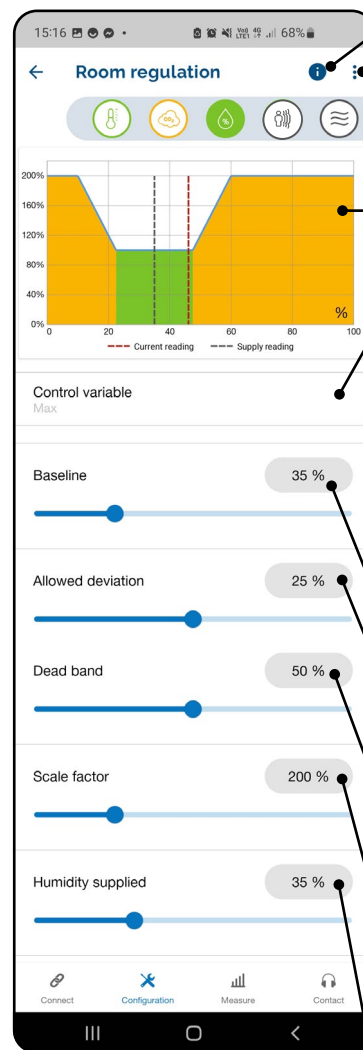 15:16 68%
Room regulation
CO₂ %
200%
160%
120%
80%
40%
0%
%
0 20 40 60 80 100
Current reading Supply reading
Control variable
Max
Baseline 35 %
Allowed deviation 25 %
Dead band 50 %
Scale factor 200 %
Humidity supplied 35 %
Connect Configuration Measure Contact